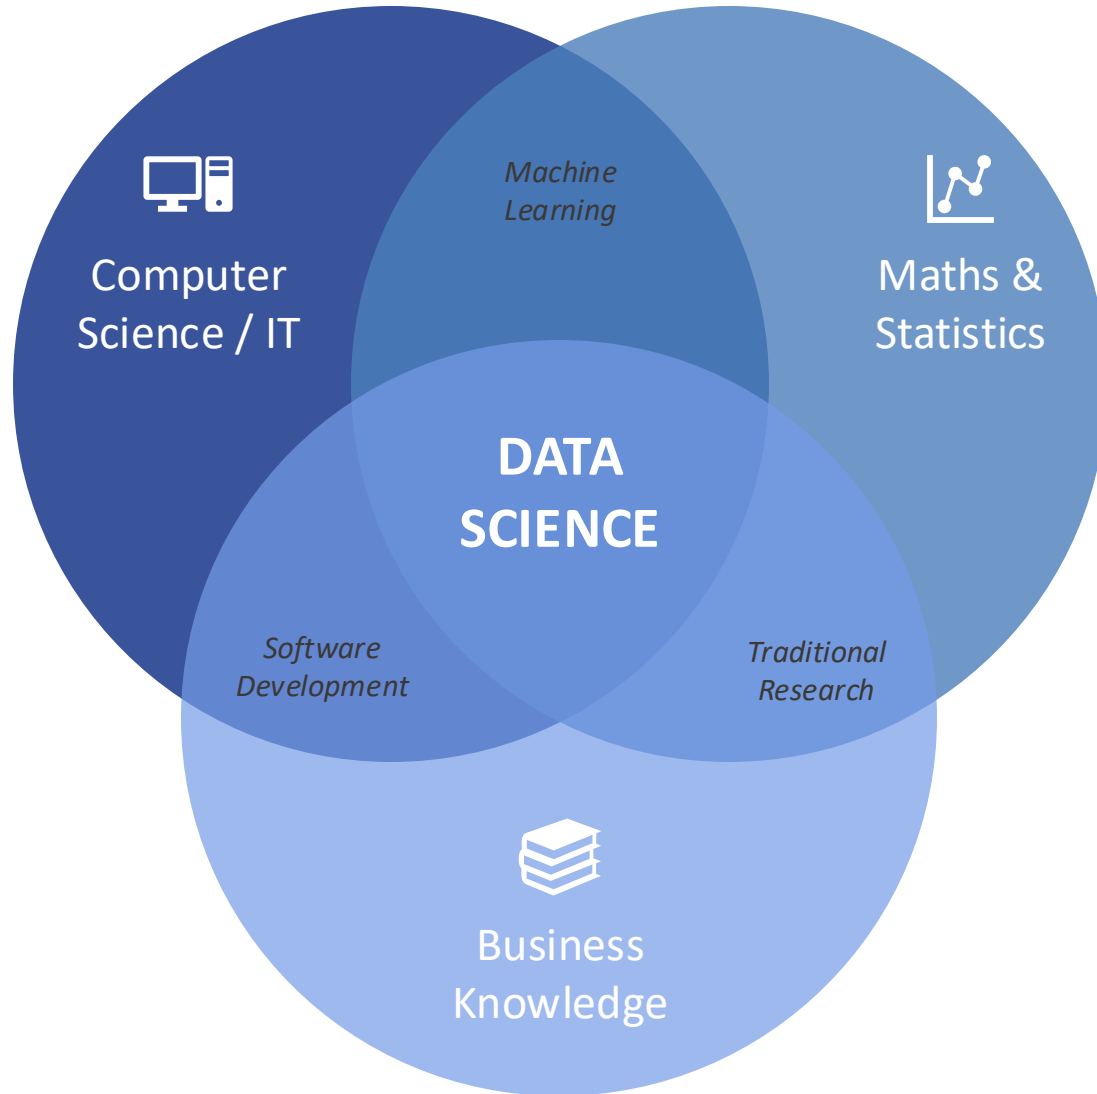 Machine
Learning
Computer
Science / IT
Maths &
Statistics
DATA
SCIENCE
Software
Development
Traditional
Research
Business
Knowledge